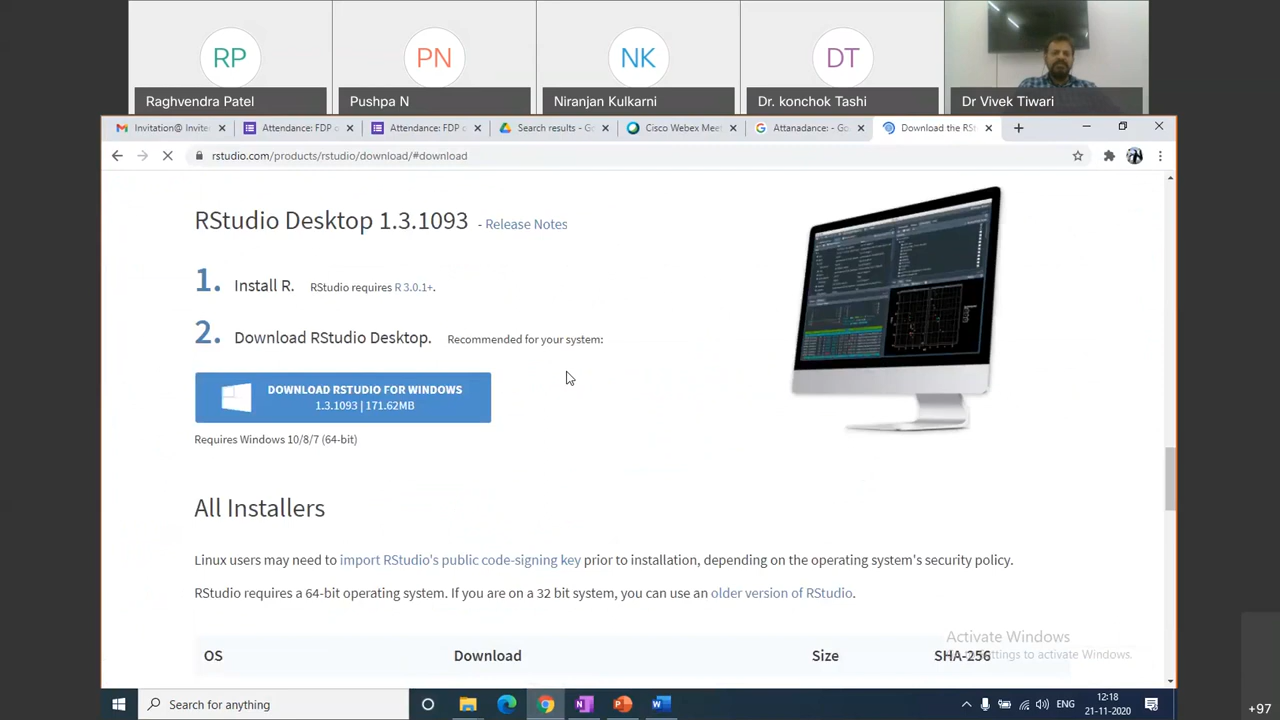 RP
PN
NK
DT
Raghvendra Patel
Pushpa N
Niranjan Kulkarni
Dr. konchok Tashi
Dr Vivek Tiwari
Invitation@ Invite
Attendance: FDP o
Attendance: FDP o
Search results - Go
Cisco Webex Mee
Attanadance: - Go
Download the RSt
rstudio.com/products/rstudio/download/#download
RStudio Desktop 1.3.1093 - Release Notes
1. Install R. RStudio requires R 3.0.1+.
2. Download RStudio Desktop. Recommended for your system:
DOWNLOAD RSTUDIO FOR WINDOWS
1.3.1093 | 171.62MB
Requires Windows 10/8/7 (64-bit)
All Installers
Linux users may need to import RStudio's public code-signing key prior to installation, depending on the operating system's security policy.
RStudio requires a 64-bit operating system. If you are on a 32 bit system, you can use an older version of RStudio.
Activate Windows
OS Download Size SHA-256
ettings to activate Windows.
Search for anything
ENG
12:18
21-11-2020
+97